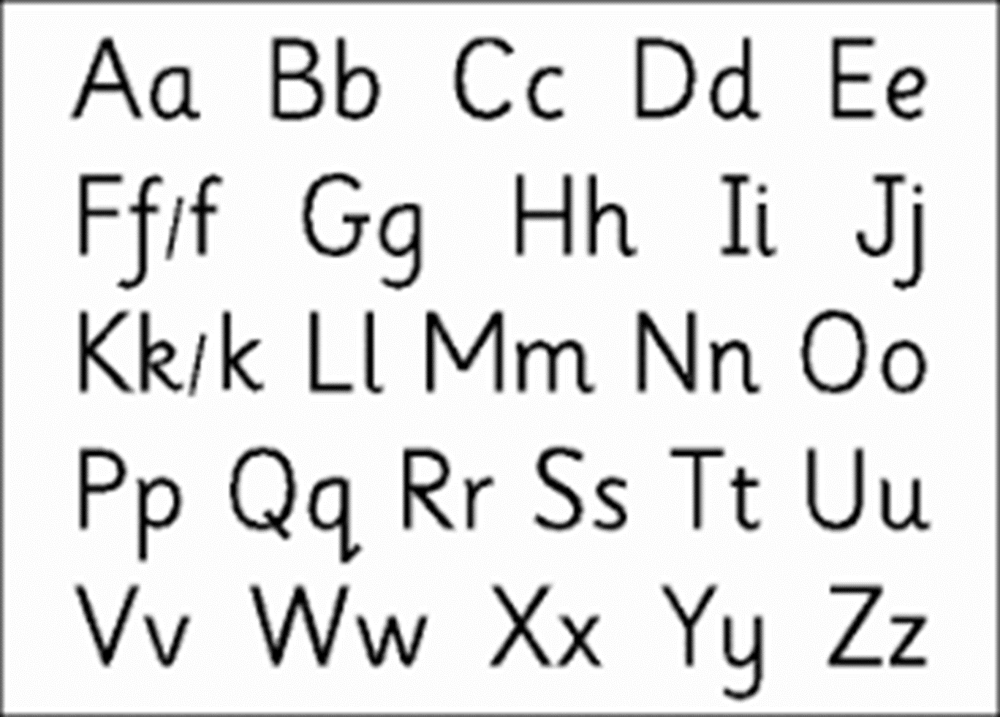 Aa Bb Cc Dd Ee
Ff/f Gg Hh Ii Jj
Kk/k Ll Mm Nn Oo
Pp Qq Rr Ss Tt Uu
Vv Ww Xx Yy Zz